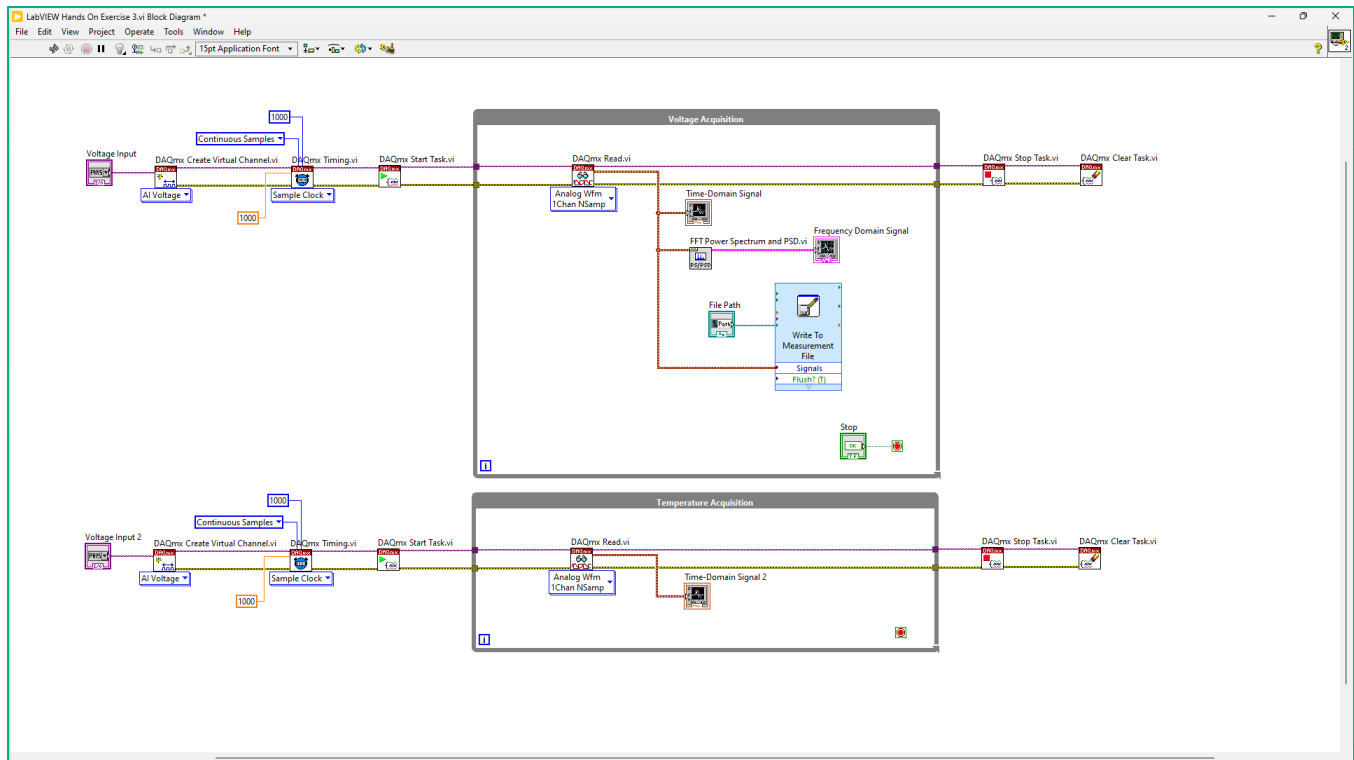 LabVIEW Hands On Exercise 3.vi Block Diagram *
File Edit View Project Operate Tools Window Help
15pt Application Font
2
Voltage Acquisition
1000
Continuous Samples
Voltage Input
DAQmx Create Virtual Channel.vi
DAQmx Timing.vi
DAQmx Start Task.vi
AI Voltage
Sample Clock
1000
DAQmx Read.vi
Analog Wfm
1Chan NSamp
Time-Domain Signal
FFT Power Spectrum and PSD.vi
PS/PSD
Frequency Domain Signal
File Path
Path
Write To
Measurement
File
Signals
Flush? (T)
Stop
OK
TF
i
DAQmx Stop Task.vi
DAQmx Clear Task.vi
Temperature Acquisition
1000
Continuous Samples
Voltage Input 2
DAQmx Create Virtual Channel.vi
DAQmx Timing.vi
DAQmx Start Task.vi
AI Voltage
Sample Clock
1000
DAQmx Read.vi
Analog Wfm
1Chan NSamp
Time-Domain Signal 2
i
DAQmx Stop Task.vi
DAQmx Clear Task.vi